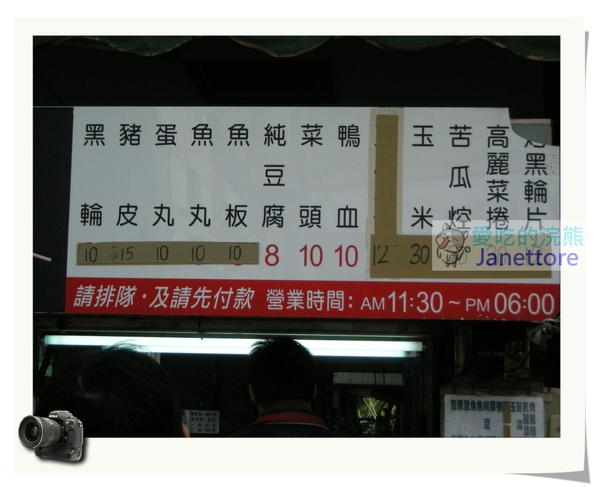 黑輪 10
豬皮 15
蛋丸 10
魚丸 10
魚板 10
純豆腐 8
菜頭 10
鴨血 10
12
玉米 30
苦瓜焢
高麗菜捲
黑輪片
請排隊‧及請先付款 營業時間：AM 11:30～PM 06:00
愛吃的浣熊
Janettore